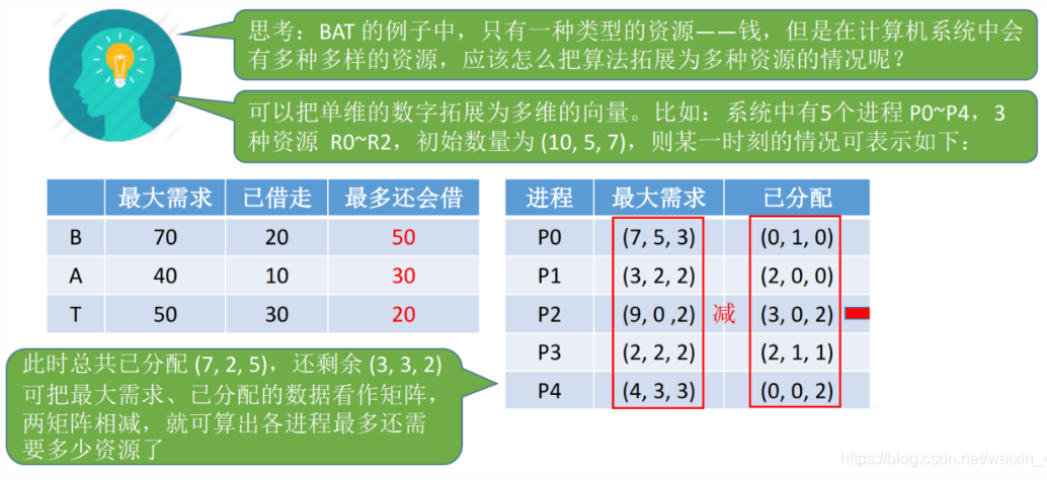 思考：BAT 的例子中，只有一种类型的资源——钱，但是在计算机系统中会
有多种多样的资源，应该怎么把算法拓展为多种资源的情况呢？
可以把单维的数字拓展为多维的向量。比如：系统中有5个进程 P0~P4，3
种资源 R0~R2，初始数量为 (10, 5, 7)，则某一时刻的情况可表示如下：
最大需求 已借走 最多还会借
B 70 20 50
A 40 10 30
T 50 30 20
进程 最大需求 已分配
P0 (7, 5, 3) (0, 1, 0)
P1 (3, 2, 2) (2, 0, 0)
P2 (9, 0 ,2) 减 (3, 0, 2)
P3 (2, 2, 2) (2, 1, 1)
P4 (4, 3, 3) (0, 0, 2)
此时总共已分配 (7, 2, 5)，还剩余 (3, 3, 2)
可把最大需求、已分配的数据看作矩阵，
两矩阵相减，就可算出各进程最多还需
要多少资源了
https://blog.csdn.net/weixin_